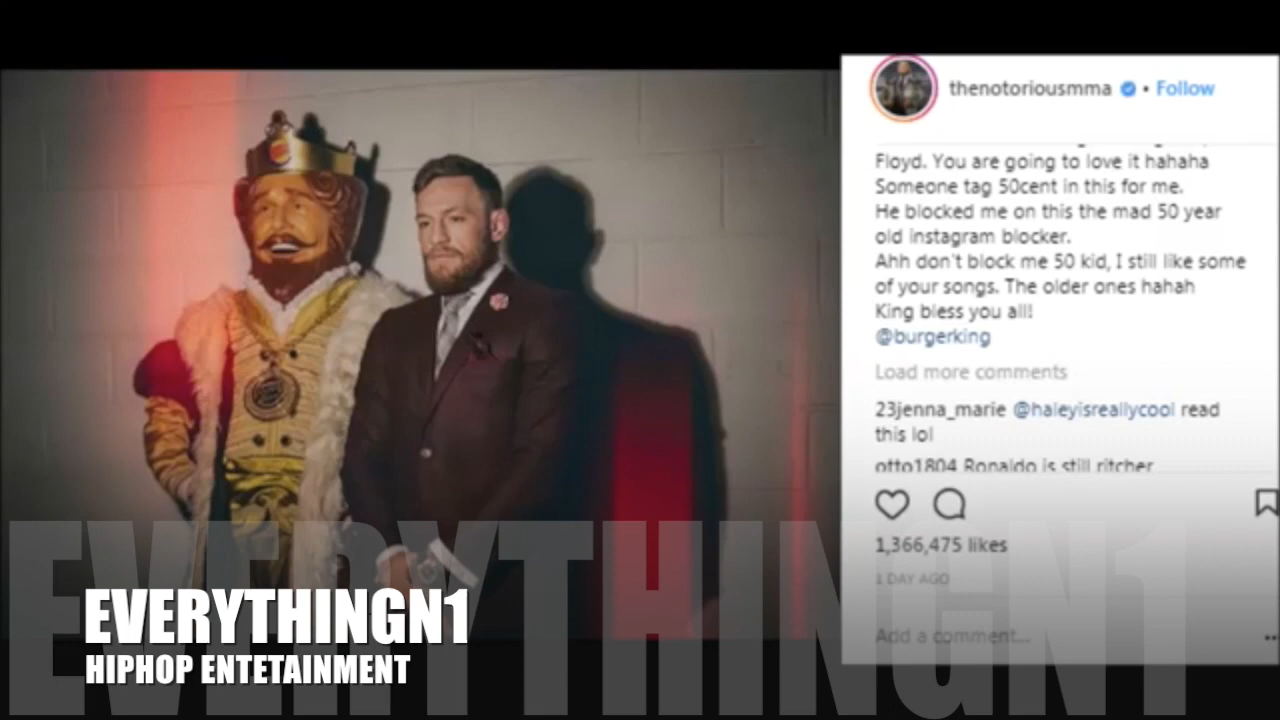 thenotoriousmma • Follow
Floyd. You are going to love it hahaha
Someone tag 50cent in this for me.
He blocked me on this the mad 50 year
old instagram blocker.
Ahh don't block me 50 kid, I still like some
of your songs. The older ones hahah
King bless you all!
@burgerking
Load more comments
23jenna_marie @haleyisreallycool read
this lol
otto1804 Ronaldo is still ritcher
1,366,475 likes
1 DAY AGO
Add a comment...
EVERYTHINGN1
EVERYTHINGN1
HIPHOP ENTETAINMENT